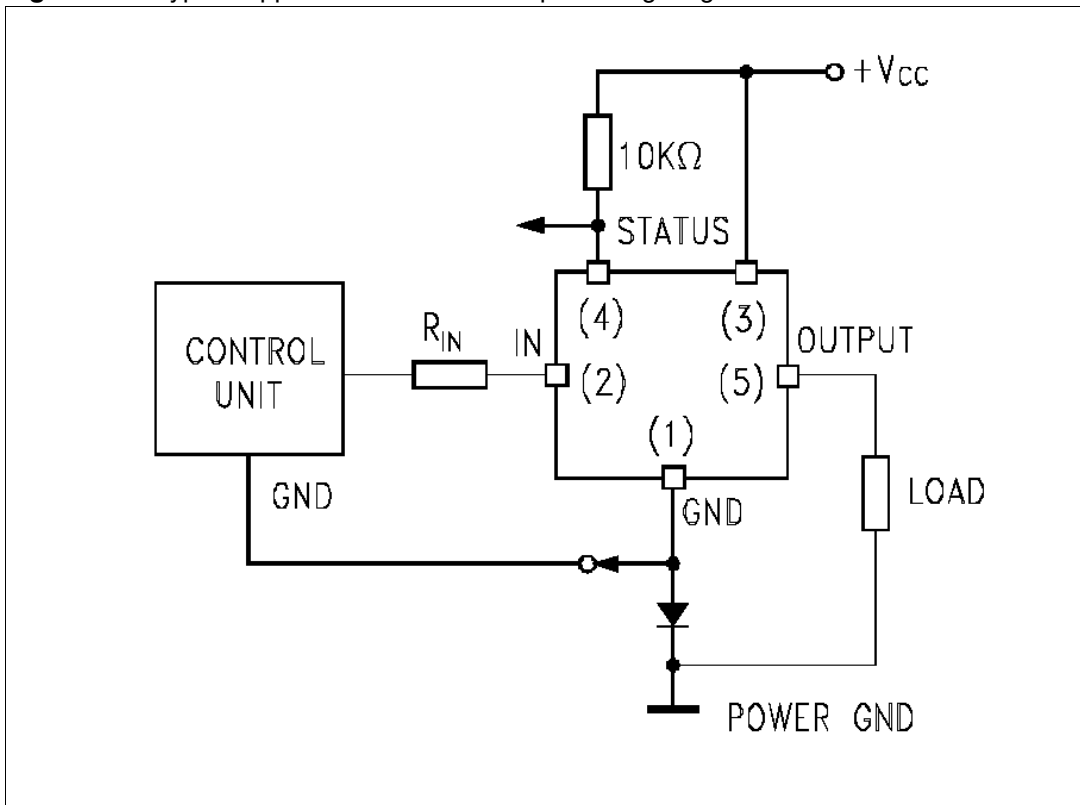 +VCC
10KΩ
STATUS
(4)
(3)
OUTPUT
RIN
IN
CONTROL
UNIT
(2)
(5)
(1)
GND
GND
LOAD
POWER GND